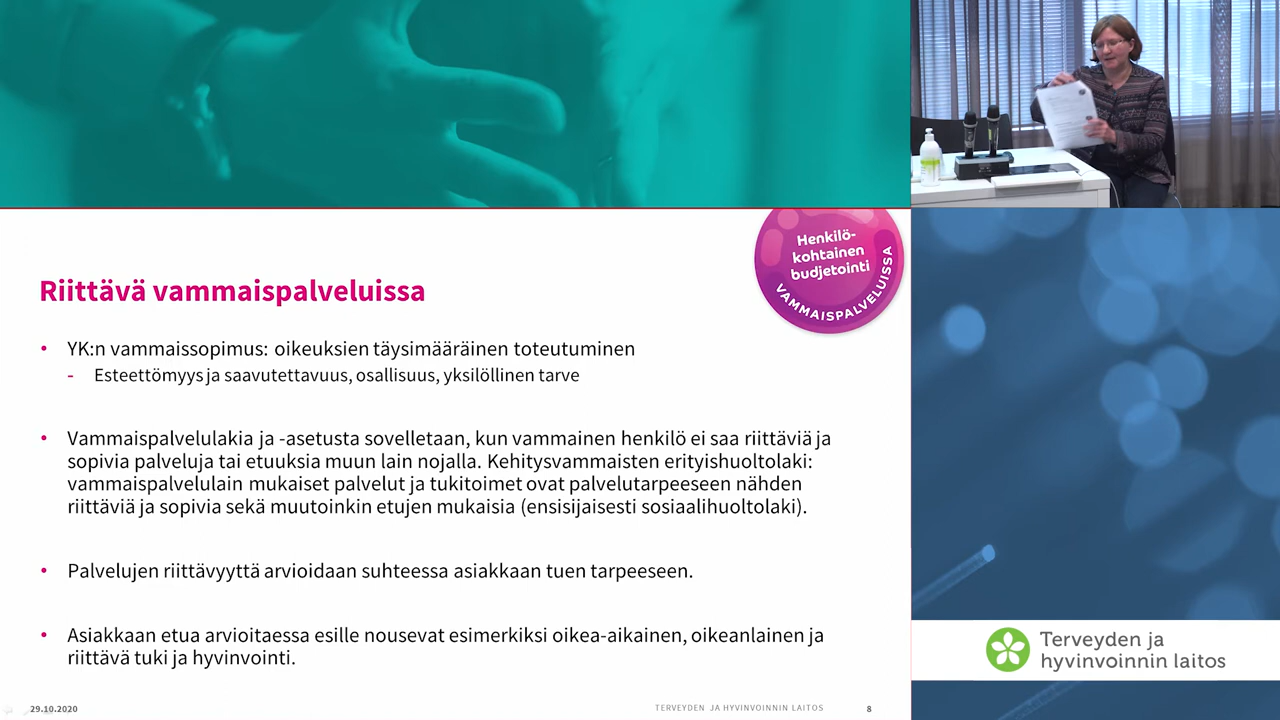 Henkilö-
kohtainen
budjetointi
VAMMAISPALVELUISSA
Riittävä vammaispalveluissa
• YK:n vammaissopimus: oikeuksien täysimääräinen toteutuminen
- Esteettömyys ja saavutettavuus, osallisuus, yksilöllinen tarve
• Vammaispalvelulakia ja -asetusta sovelletaan, kun vammainen henkilö ei saa riittäviä ja
sopivia palveluja tai etuuksia muun lain nojalla. Kehitysvammaisten erityishuoltolaki:
vammaispalvelulain mukaiset palvelut ja tukitoimet ovat palvelutarpeeseen nähden
riittäviä ja sopivia sekä muutoinkin etujen mukaisia (ensisijaisesti sosiaalihuoltolaki).
• Palvelujen riittävyyttä arvioidaan suhteessa asiakkaan tuen tarpeeseen.
• Asiakkaan etua arvioitaessa esille nousevat esimerkiksi oikea-aikainen, oikeanlainen ja
riittävä tuki ja hyvinvointi.
29.10.2020
TERVEYDEN JA HYVINVOINNIN LAITOS
8
Terveyden ja
hyvinvoinnin laitos